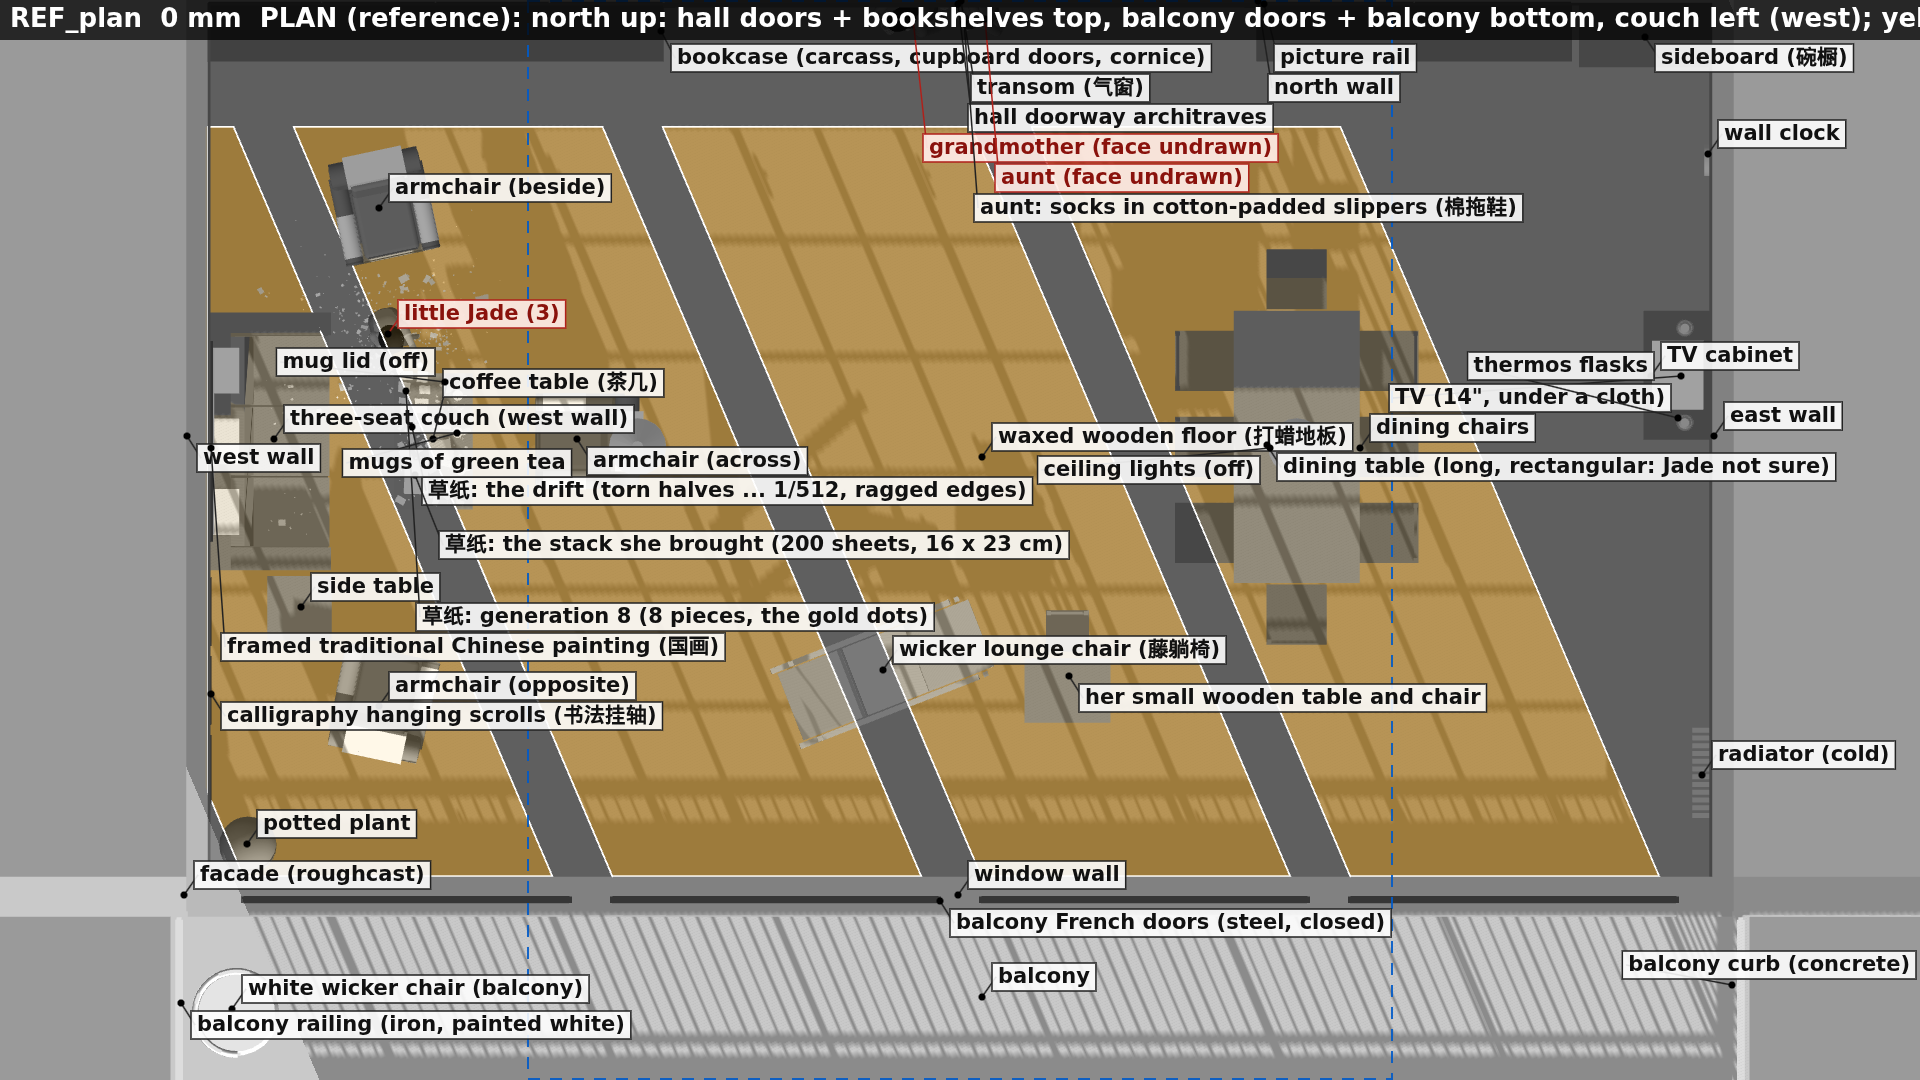 REF_plan 0 mm PLAN (reference): north up: hall doors + bookshelves top, balcony doors + balcony bottom, couch left (west); yel
bookcase (carcass, cupboard doors, cornice)
picture rail
sideboard (碗橱)
transom (气窗)
north wall
hall doorway architraves
wall clock
grandmother (face undrawn)
aunt (face undrawn)
armchair (beside)
aunt: socks in cotton-padded slippers (棉拖鞋)
little Jade (3)
mug lid (off)
thermos flasks
TV cabinet
coffee table (茶几)
TV (14", under a cloth)
three-seat couch (west wall)
east wall
waxed wooden floor (打蜡地板)
dining chairs
west wall
mugs of green tea
armchair (across)
ceiling lights (off)
dining table (long, rectangular: Jade not sure)
草纸: the drift (torn halves ... 1/512, ragged edges)
草纸: the stack she brought (200 sheets, 16 x 23 cm)
side table
草纸: generation 8 (8 pieces, the gold dots)
framed traditional Chinese painting (国画)
wicker lounge chair (藤躺椅)
armchair (opposite)
her small wooden table and chair
calligraphy hanging scrolls (书法挂轴)
radiator (cold)
potted plant
facade (roughcast)
window wall
balcony French doors (steel, closed)
balcony curb (concrete)
balcony
white wicker chair (balcony)
balcony railing (iron, painted white)